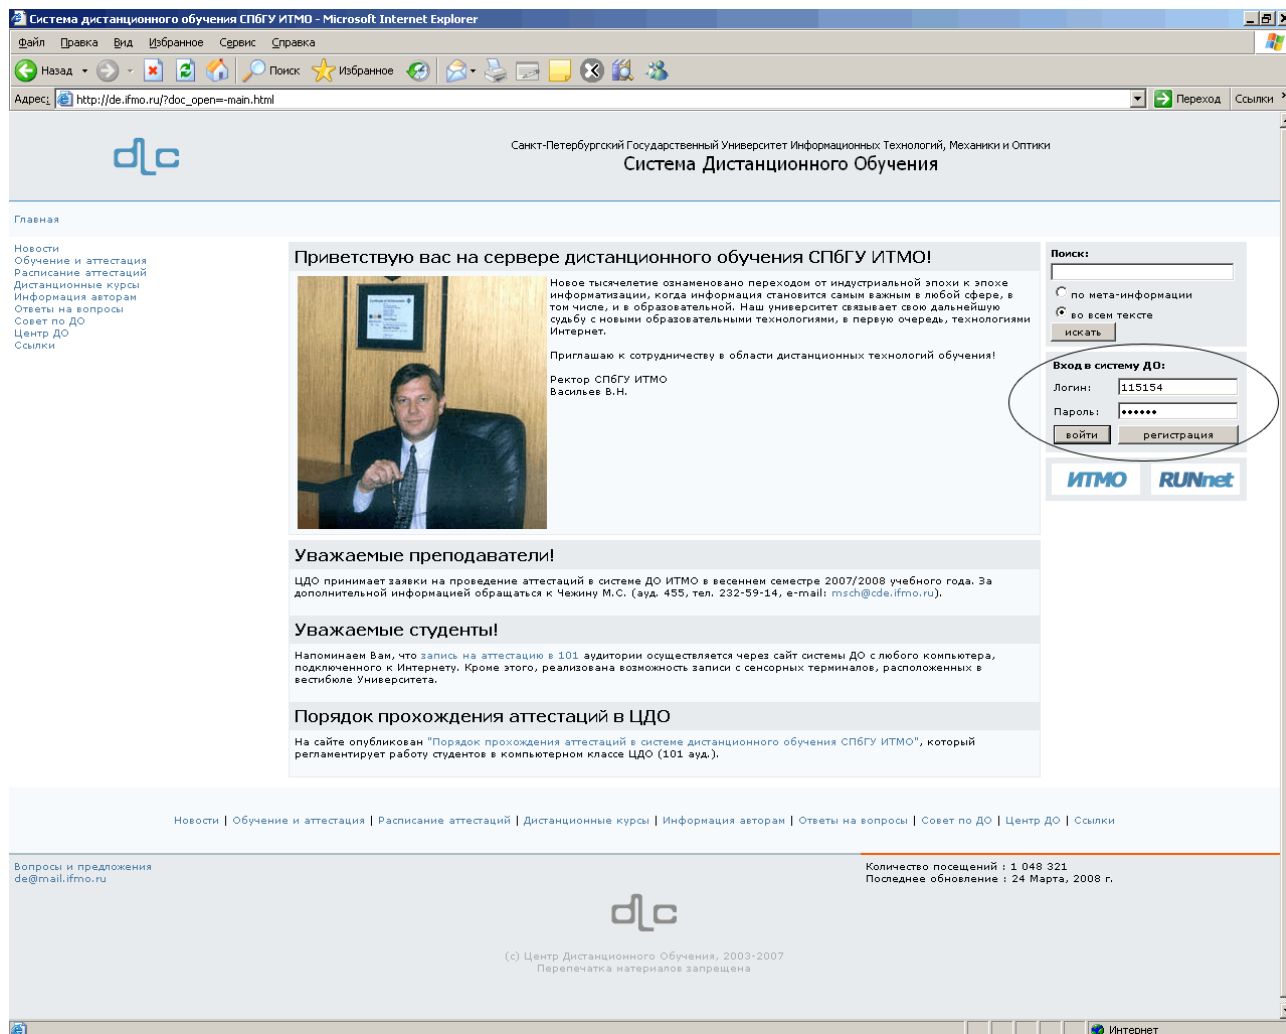 Система дистанционного обучения СПбГУ ИТМО - Microsoft Internet Explorer
Файл Правка Вид Избранное Сервис Справка
Назад Поиск Избранное
Адрес: http://de.ifmo.ru/?doc_open=-main.html Переход Ссылки
dlc
Санкт-Петербургский Государственный Университет Информационных Технологий, Механики и Оптики
Система Дистанционного Обучения
Главная
Новости
Обучение и аттестация
Расписание аттестаций
Дистанционные курсы
Информация авторам
Ответы на вопросы
Совет по ДО
Центр ДО
Ссылки
Приветствую вас на сервере дистанционного обучения СПбГУ ИТМО!
Новое тысячелетие ознаменовано переходом от индустриальной эпохи к эпохе
информатизации, когда информация становится самым важным в любой сфере, в
том числе, и в образовательной. Наш университет связывает свою дальнейшую
судьбу с новыми образовательными технологиями, в первую очередь, технологиями
Интернет.
Приглашаю к сотрудничеству в области дистанционных технологий обучения!
Ректор СПбГУ ИТМО
Васильев В.Н.
Поиск:
по мета-информации
во всем тексте
искать
Вход в систему ДО:
Логин: 115154
Пароль: ••••••
войти регистрация
ИТМО RUNnet
Уважаемые преподаватели!
ЦДО принимает заявки на проведение аттестаций в системе ДО ИТМО в весеннем семестре 2007/2008 учебного года. За
дополнительной информацией обращаться к Чежину М.С. (ауд. 455, тел. 232-59-14, e-mail: msch@cde.ifmo.ru).
Уважаемые студенты!
Напоминаем Вам, что запись на аттестацию в 101 аудитории осуществляется через сайт системы ДО с любого компьютера,
подключенного к Интернету. Кроме этого, реализована возможность записи с сенсорных терминалов, расположенных в
вестибюле Университета.
Порядок прохождения аттестаций в ЦДО
На сайте опубликован "Порядок прохождения аттестаций в системе дистанционного обучения СПбГУ ИТМО", который
регламентирует работу студентов в компьютерном классе ЦДО (101 ауд.).
Новости | Обучение и аттестация | Расписание аттестаций | Дистанционные курсы | Информация авторам | Ответы на вопросы | Совет по ДО | Центр ДО | Ссылки
Вопросы и предложения
de@mail.ifmo.ru
Количество посещений : 1 048 321
Последнее обновление : 24 Марта, 2008 г.
dlc
(c) Центр Дистанционного Обучения, 2003-2007
Перепечатка материалов запрещена
Интернет